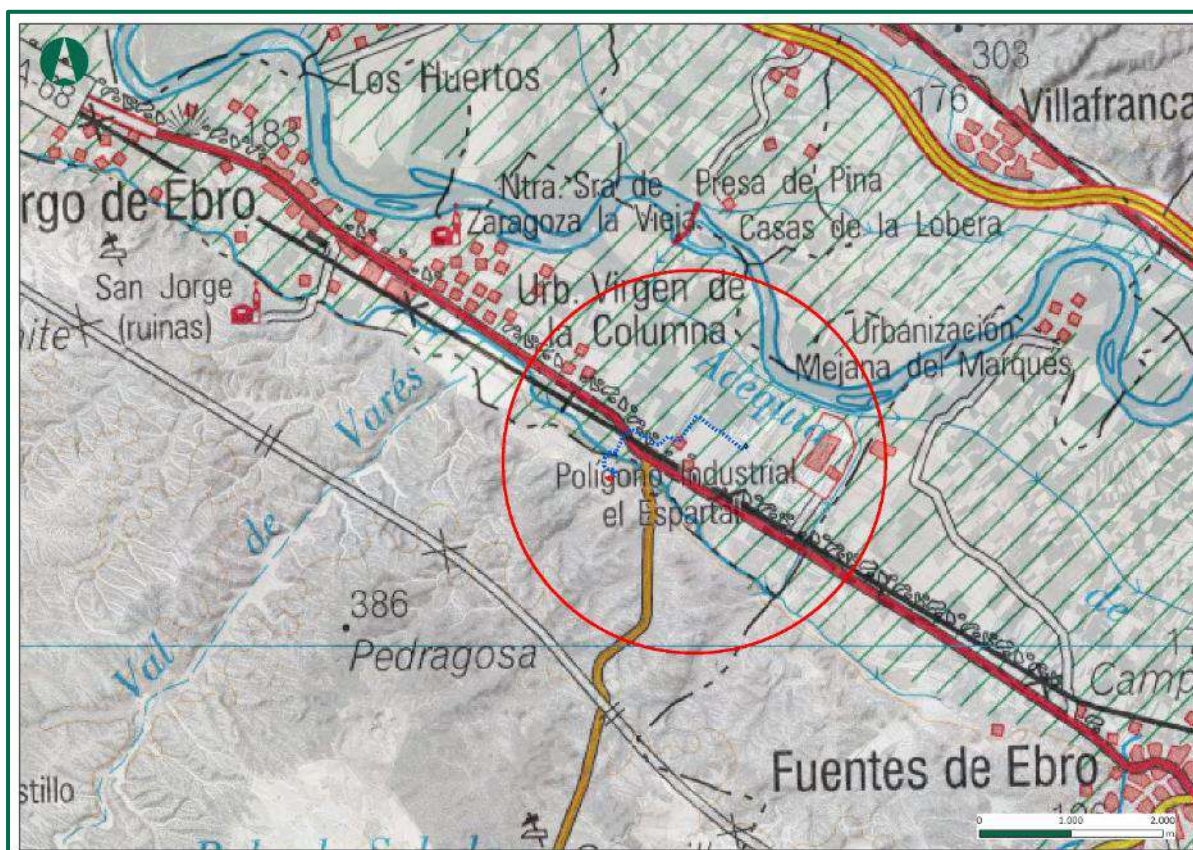 Los Huertos
303
176
Villafranca
183
rgo de Ebro
Ntra. Sra. de
Zaragoza la Vieja
Presa de Pina
Casas de la Lobera
San Jorge
(ruinas)
Urb. Virgen de
la Columna
Urbanización
Mejana del Marques
Acequia
Varés
de
Val
Polígono Industrial
el Espartal
386
Pedragosa
de
Camp
Fuentes de Ebro
stillo
0 1.000 2.000
m